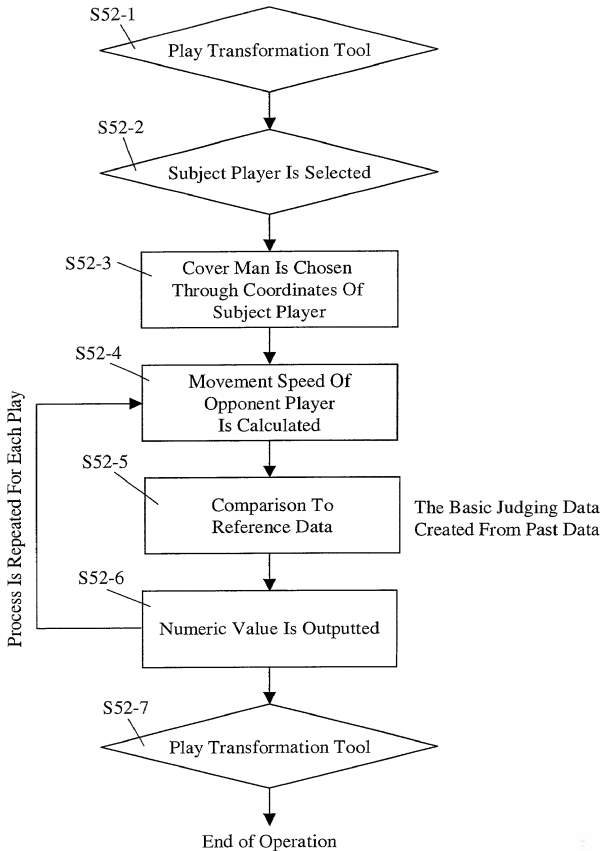 S52-1
Play Transformation Tool
S52-2
Subject Player Is Selected
S52-3
Cover Man Is Chosen
Through Coordinates Of
Subject Player
S52-4
Movement Speed Of
Opponent Player
Is Calculated
Process Is Repeated For Each Play
S52-5
Comparison To
Reference Data
The Basic Judging Data
Created From Past Data
S52-6
Numeric Value Is Outputted
S52-7
Play Transformation Tool
End of Operation